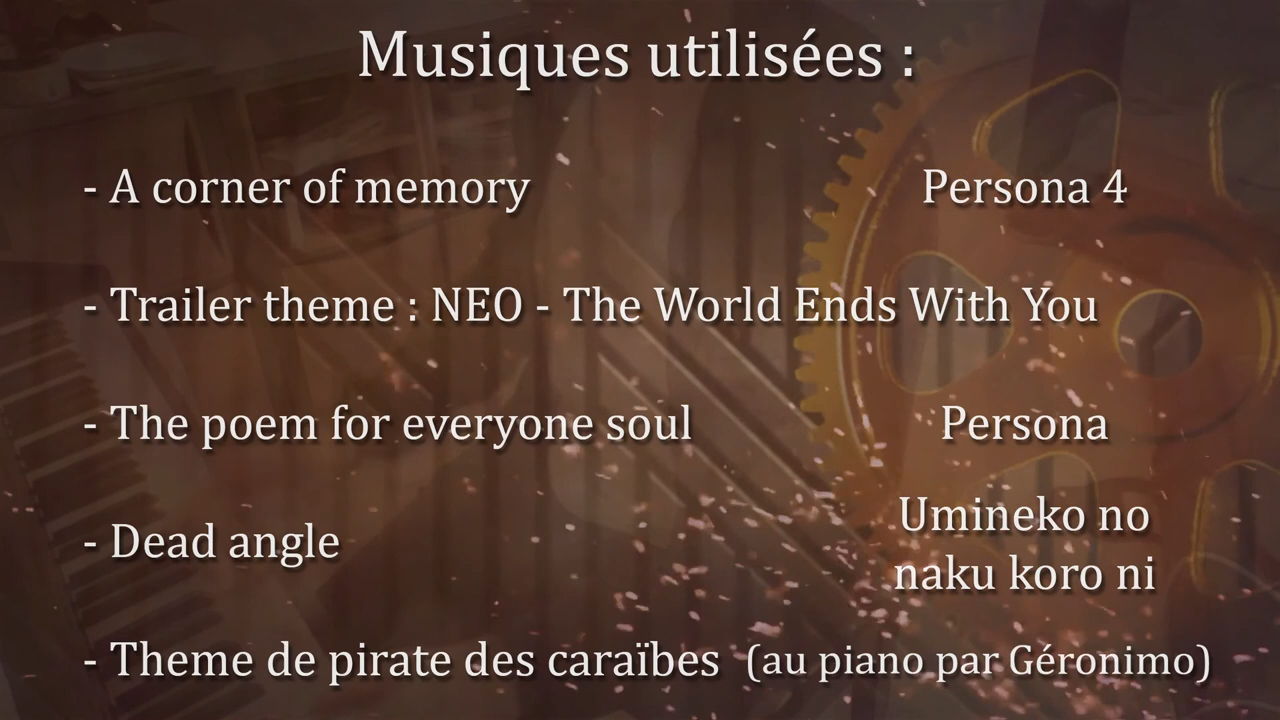 Musiques utilisées :
- A corner of memory Persona 4
- Trailer theme : NEO - The World Ends With You
- The poem for everyone soul Persona
- Dead angle Umineko no
naku koro ni
- Theme de pirate des caraïbes (au piano par Géronimo)